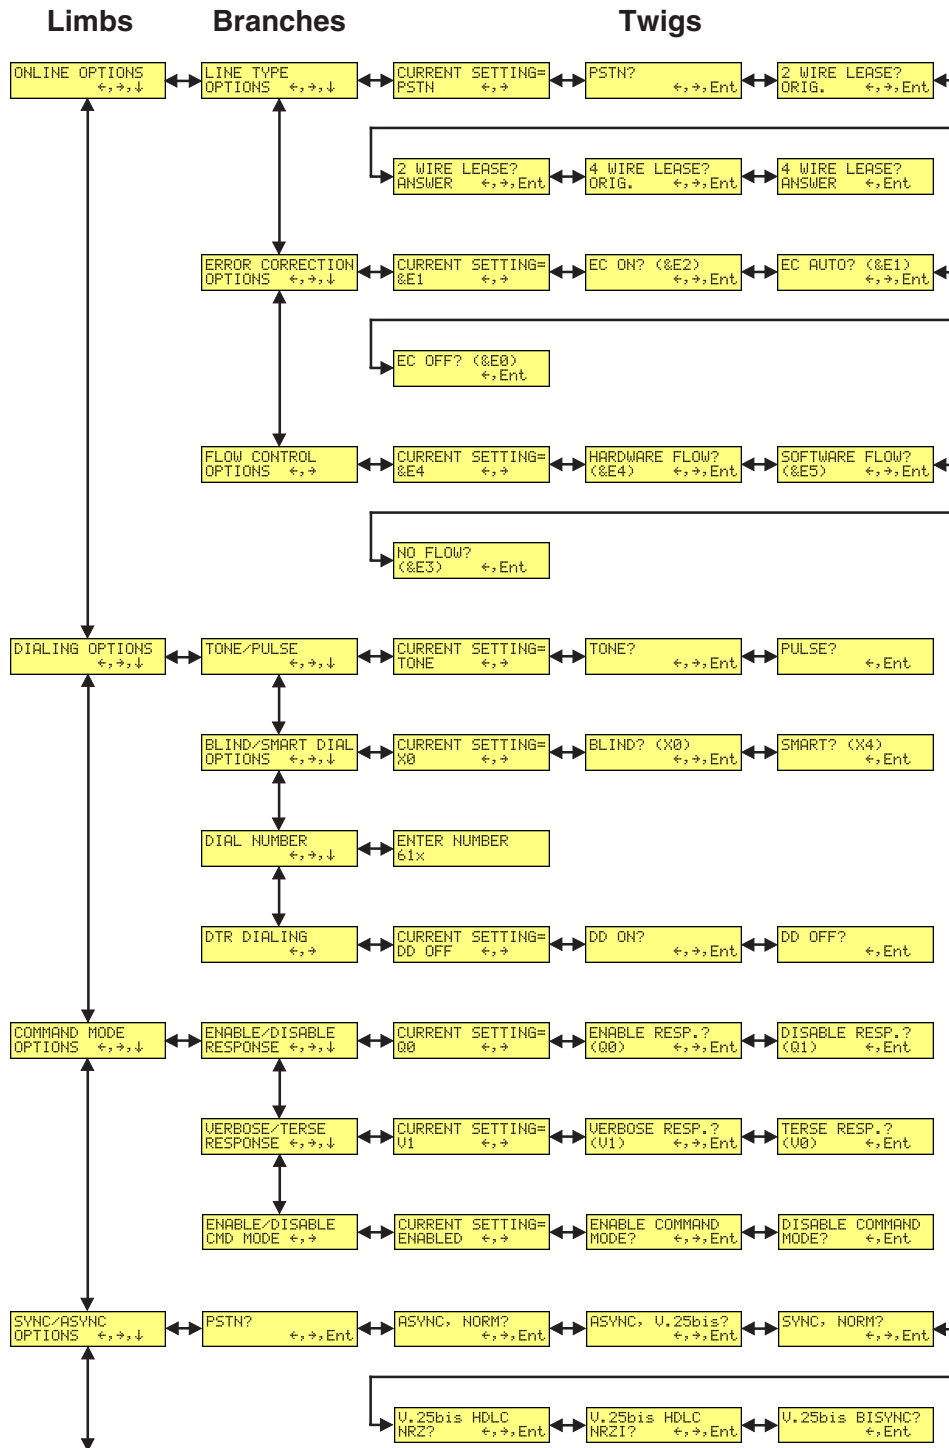 Limbs Branches Twigs
ONLINE OPTIONS
←,→,↓
LINE TYPE
OPTIONS ←,→,↓
CURRENT SETTING=
PSTN ←,→
PSTN?
←,→,Ent
2 WIRE LEASE?
ORIG. ←,→,Ent
2 WIRE LEASE?
ANSWER ←,→,Ent
4 WIRE LEASE?
ORIG. ←,→,Ent
4 WIRE LEASE?
ANSWER ←,Ent
ERROR CORRECTION
OPTIONS ←,→,↓
CURRENT SETTING=
&E1 ←,→
EC ON? (&E2)
←,→,Ent
EC AUTO? (&E1)
←,→,Ent
EC OFF? (&E0)
←,Ent
FLOW CONTROL
OPTIONS ←,→
CURRENT SETTING=
&E4 ←,→
HARDWARE FLOW?
(&E4) ←,→,Ent
SOFTWARE FLOW?
(&E5) ←,→,Ent
NO FLOW?
(&E3) ←,Ent
DIALING OPTIONS
←,→,↓
TONE/PULSE
←,→,↓
CURRENT SETTING=
TONE ←,→
TONE?
←,→,Ent
PULSE?
←,Ent
BLIND/SMART DIAL
OPTIONS ←,→,↓
CURRENT SETTING=
X0 ←,→
BLIND? (X0)
←,→,Ent
SMART? (X4)
←,Ent
DIAL NUMBER
←,→,↓
ENTER NUMBER
61x
DTR DIALING
←,→
CURRENT SETTING=
DD OFF ←,→
DD ON?
←,→,Ent
DD OFF?
←,Ent
COMMAND MODE
OPTIONS ←,→,↓
ENABLE/DISABLE
RESPONSE ←,→,↓
CURRENT SETTING=
Q0 ←,→
ENABLE RESP.?
(Q0) ←,→,Ent
DISABLE RESP.?
(Q1) ←,Ent
VERBOSE/TERSE
RESPONSE ←,→,↓
CURRENT SETTING=
V1 ←,→
VERBOSE RESP.?
(V1) ←,→,Ent
TERSE RESP.?
(V0) ←,Ent
ENABLE/DISABLE
CMD MODE ←,→
CURRENT SETTING=
ENABLED ←,→
ENABLE COMMAND
MODE? ←,→,Ent
DISABLE COMMAND
MODE? ←,Ent
SYNC/ASYNC
OPTIONS ←,→,↓
PSTN?
←,→,Ent
ASYNC, NORM?
←,→,Ent
ASYNC, V.25bis?
←,→,Ent
SYNC, NORM?
←,→,Ent
V.25bis HDLC
NRZ? ←,→,Ent
V.25bis HDLC
NRZI? ←,→,Ent
V.25bis BISYNC?
←,Ent